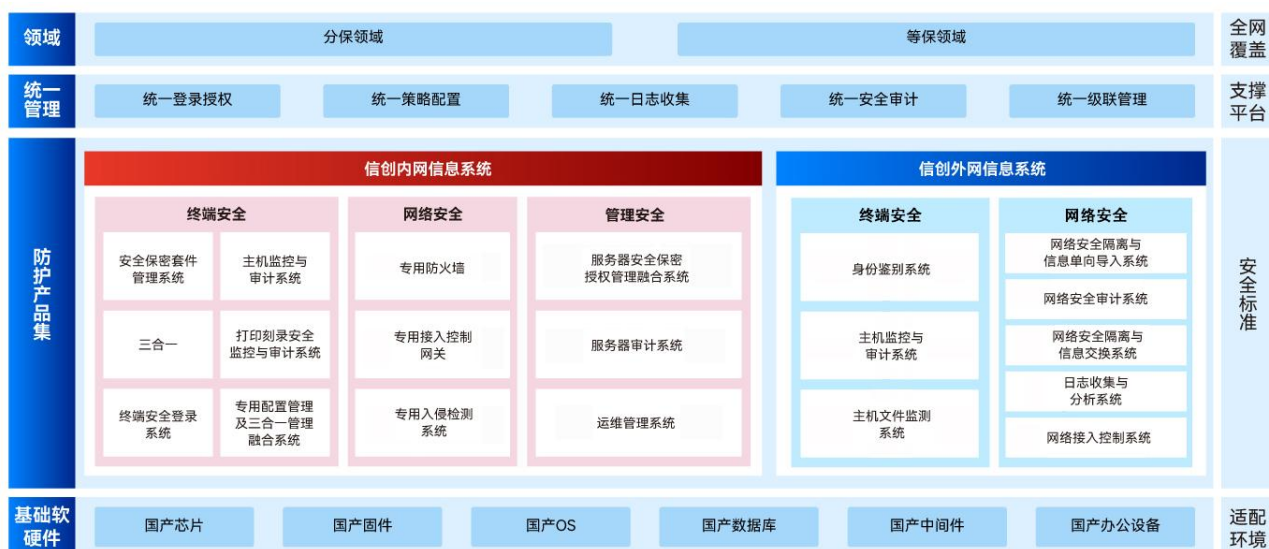 领域
分保领域
等保领域
全网
覆盖
统一
管理
统一登录授权
统一策略配置
统一日志收集
统一安全审计
统一级联管理
支撑
平台
防护产品集
信创内网信息系统
终端安全
安全保密套件
管理系统
主机监控与
审计系统
三合一
打印刻录安全
监控与审计系统
终端安全登录
系统
专用配置管理
及三合一管理
融合系统
网络安全
专用防火墙
专用接入控制
网关
专用入侵检测
系统
管理安全
服务器安全保密
授权管理融合系统
服务器审计系统
运维管理系统
信创外网信息系统
终端安全
身份鉴别系统
主机监控与
审计系统
主机文件监测
系统
网络安全
网络安全隔离与
信息单向导入系统
网络安全审计系统
网络安全隔离与
信息交换系统
日志收集与
分析系统
网络接入控制系统
安全标准
基础软
硬件
国产芯片
国产固件
国产OS
国产数据库
国产中间件
国产办公设备
适配
环境